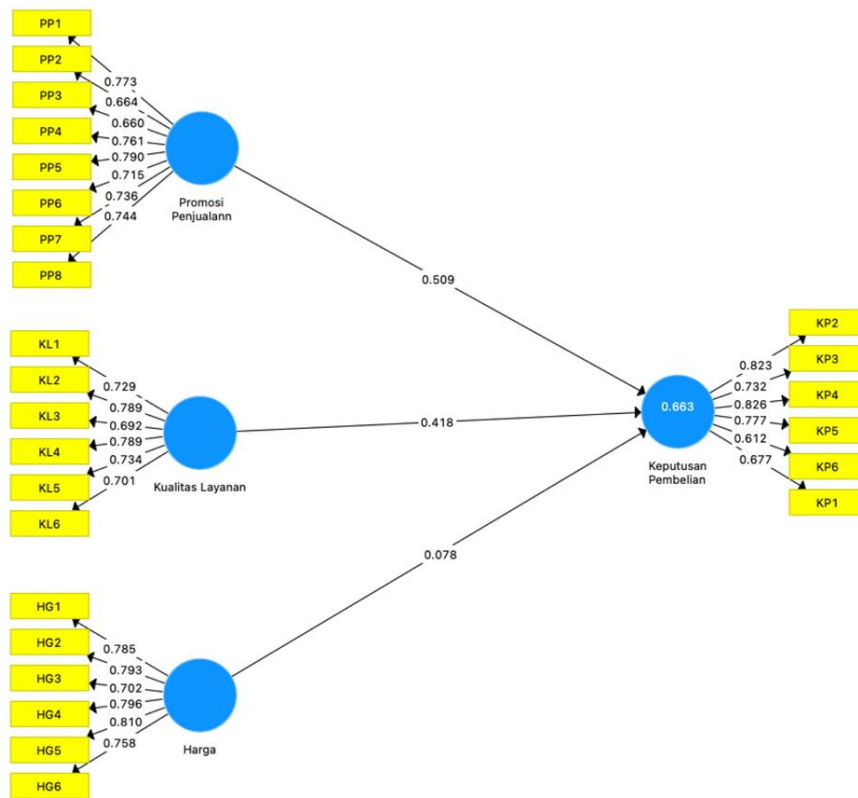 PP1
PP2
PP3
PP4
PP5
PP6
PP7
PP8
0.773
0.664
0.660
0.761
0.790
0.715
0.736
0.744
Promosi
Penjualann
0.509
KL1
KL2
KL3
KL4
KL5
KL6
0.729
0.789
0.692
0.789
0.734
0.701
Kualitas Layanan
0.418
HG1
HG2
HG3
HG4
HG5
HG6
0.785
0.793
0.702
0.796
0.810
0.758
Harga
0.078
0.663
Keputusan
Pembelian
0.823
0.732
0.826
0.777
0.612
0.677
KP2
KP3
KP4
KP5
KP6
KP1